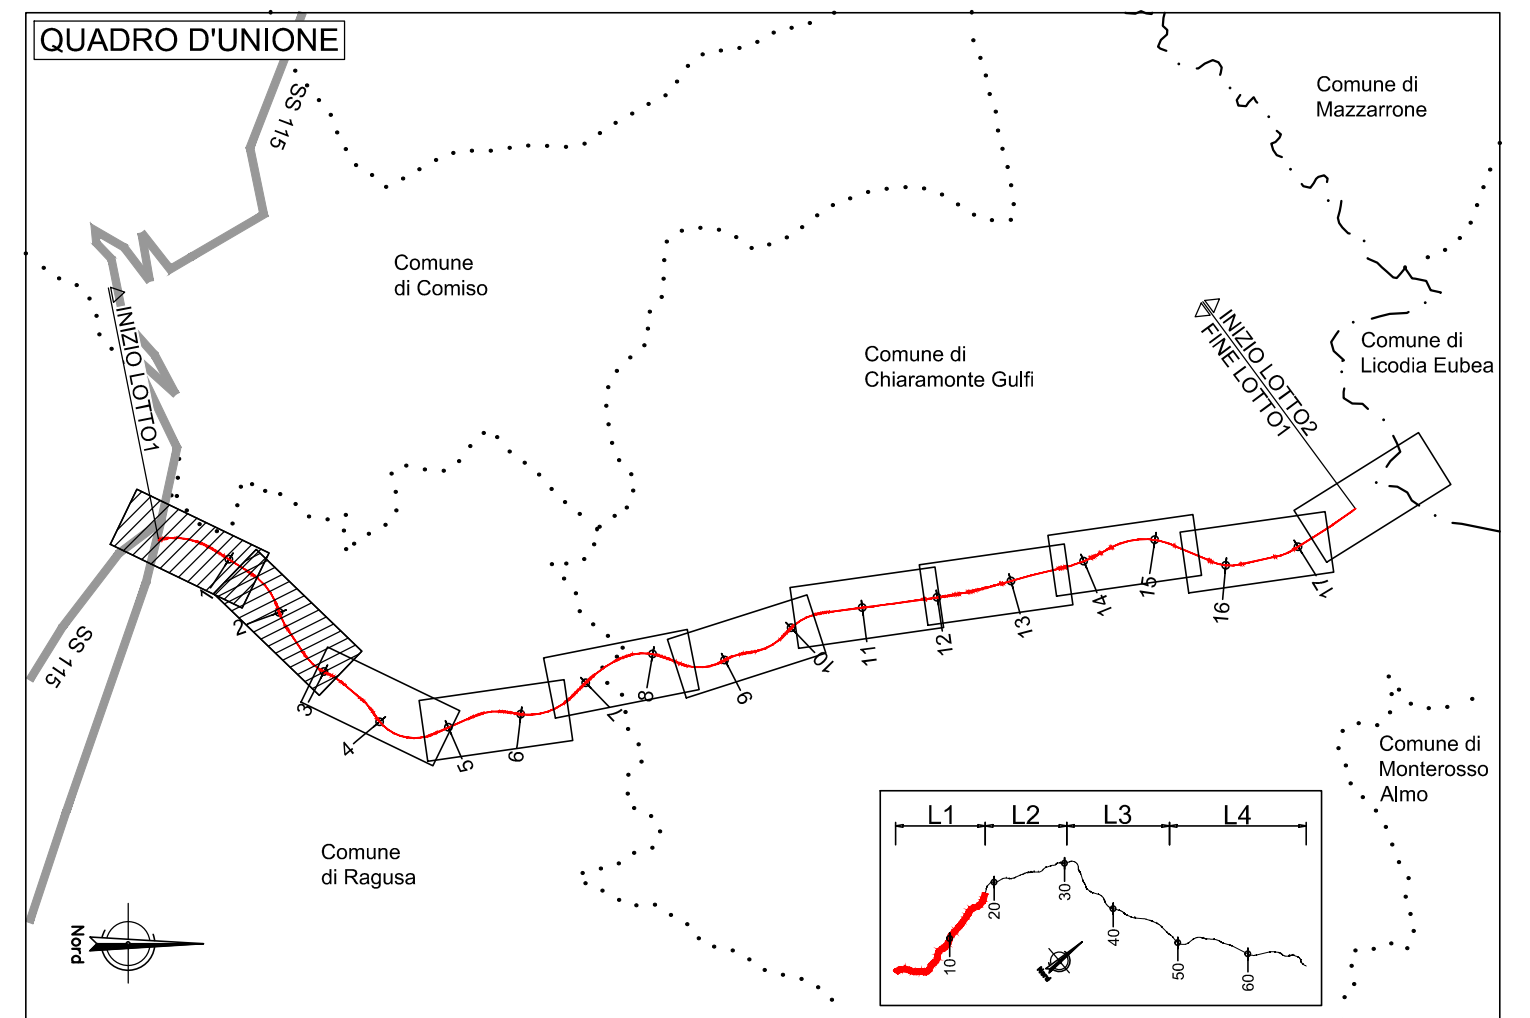 QUADRO D'UNIONE
SS 115
Comune di
Mazzarrone
Comune
di Comiso
INIZIO LOTTO1
INIZIO LOTTO2
FINE LOTTO1
Comune di
Chiaramonte Gulfi
Comune di
Licodia Eubea
1
2
3
4
5
6
7
8
9
10
11
12
13
14
15
16
17
SS 115
Comune di
Monterosso
Almo
Comune
di Ragusa
Nord
L1 L2 L3 L4
10
20
30
40
50
60
Nord